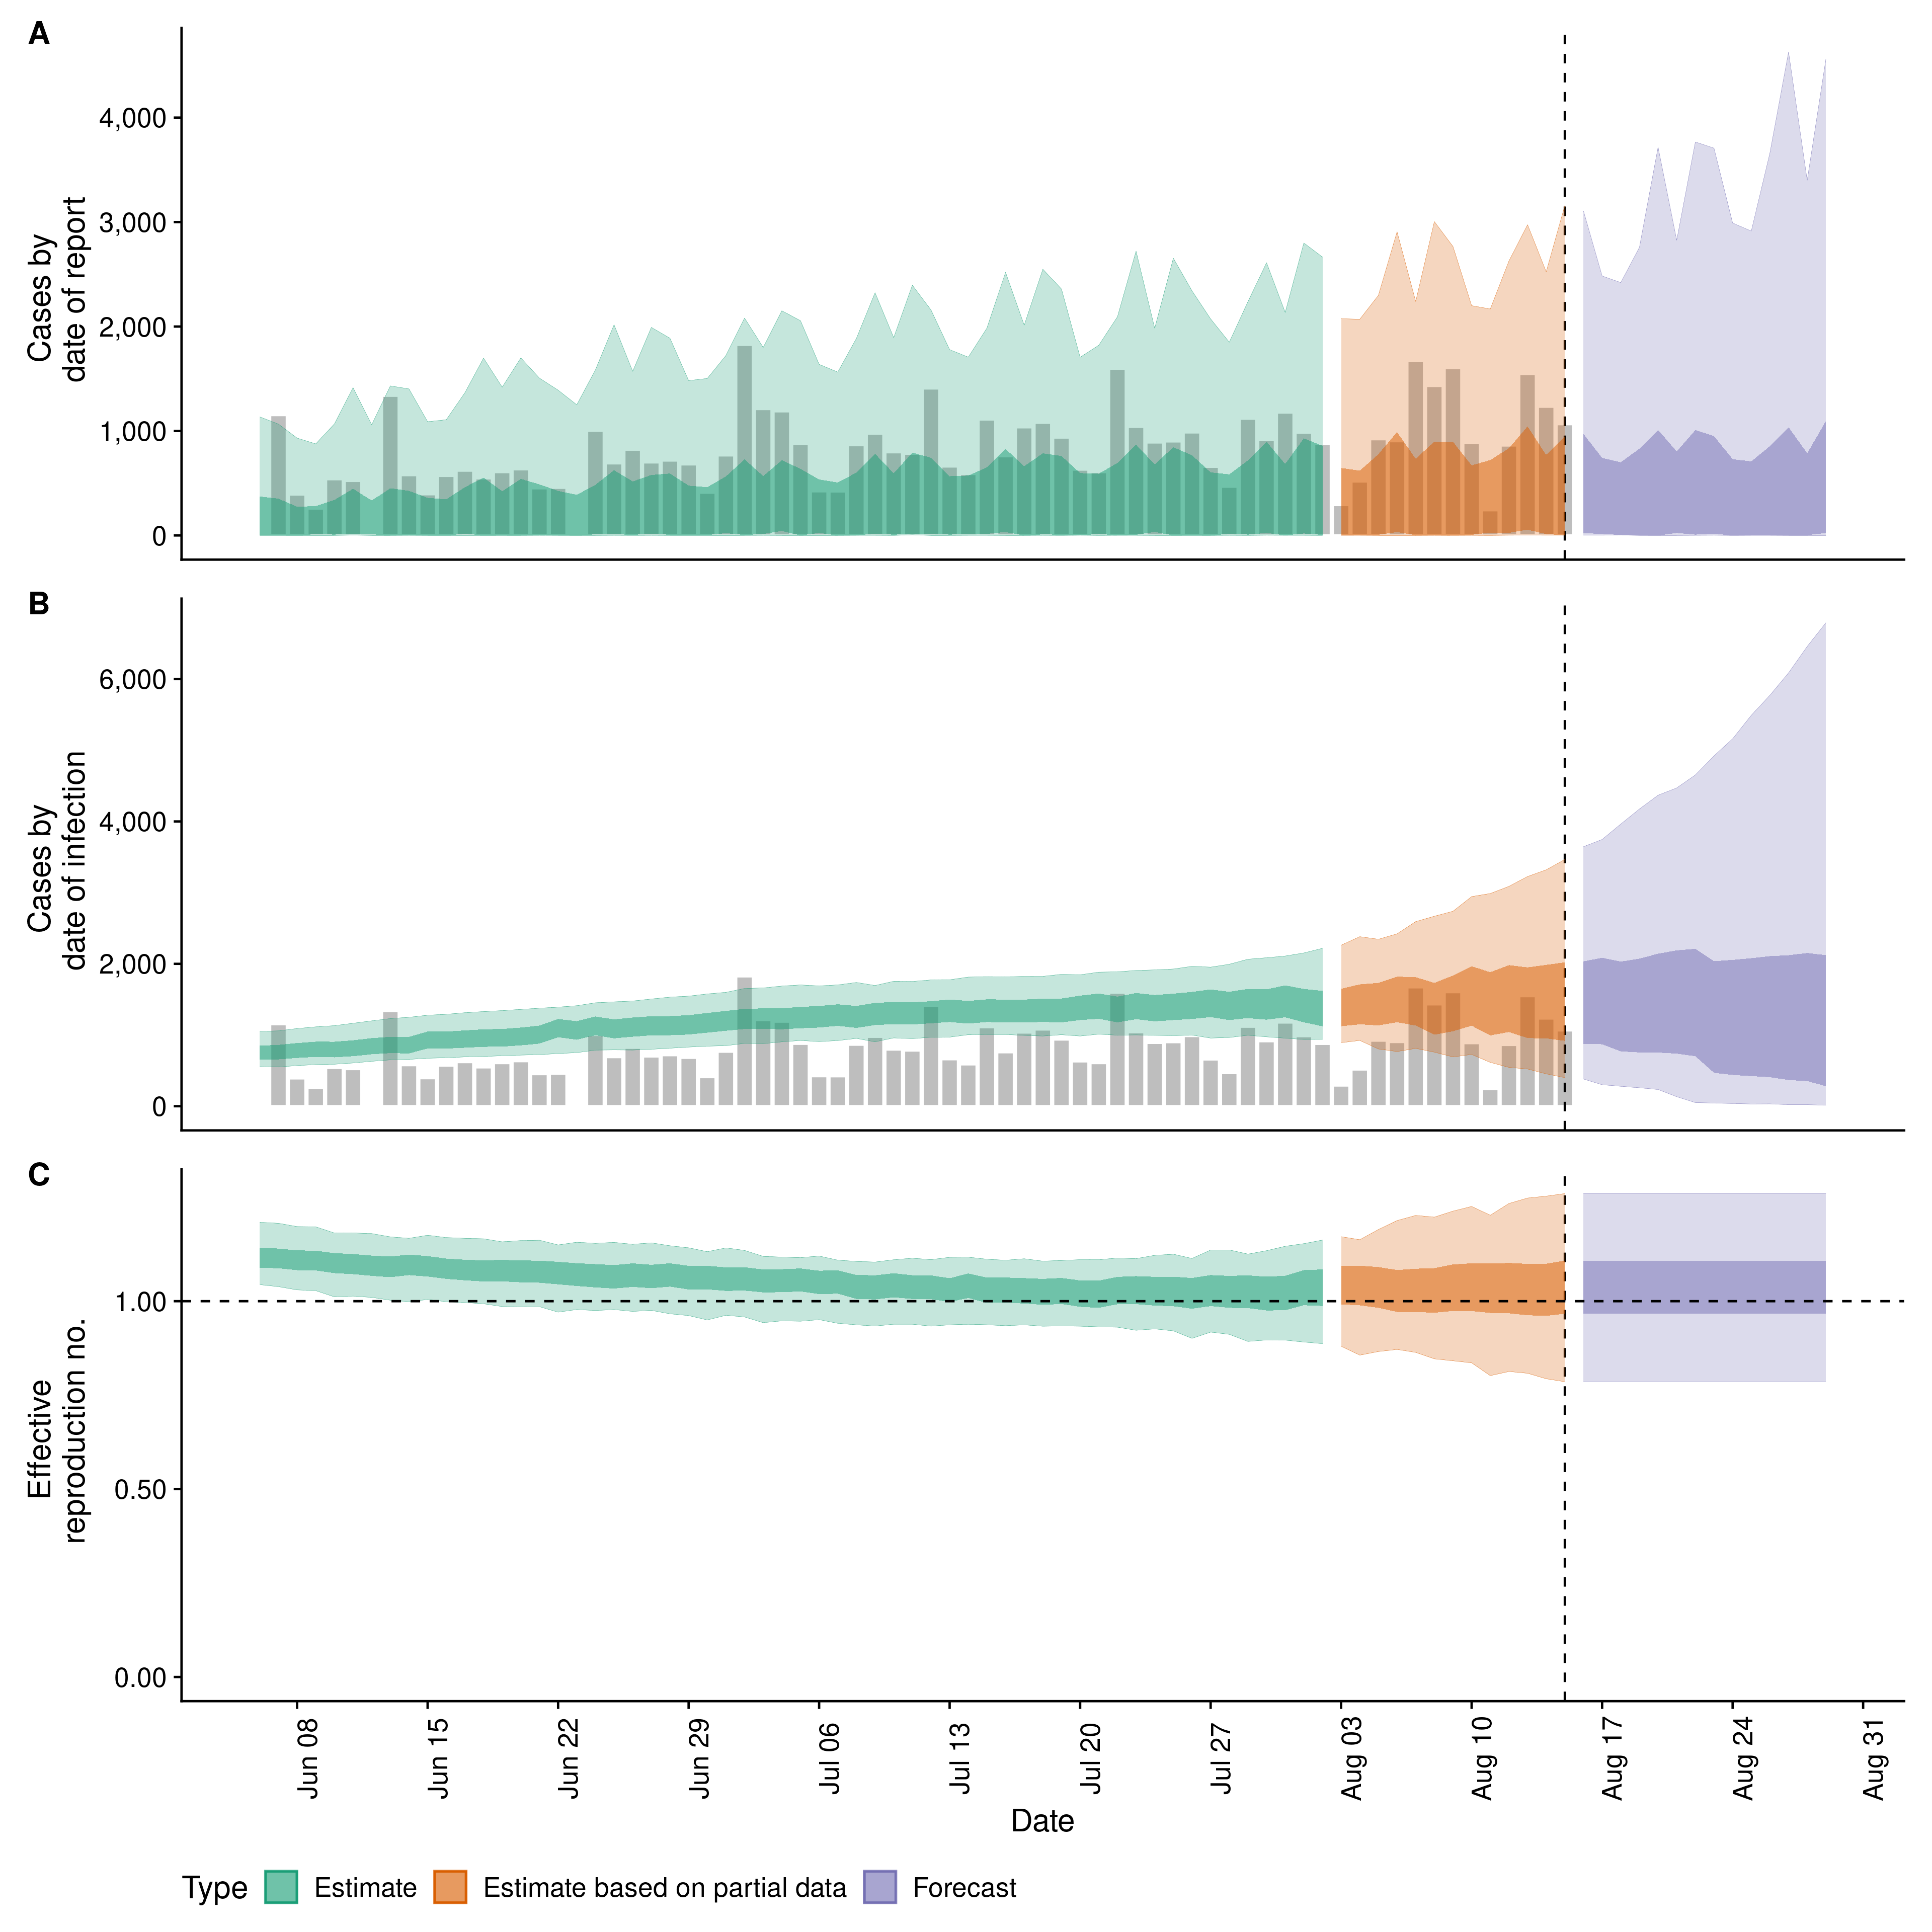 A
Cases by
date of report
4,000
3,000
2,000
1,000
0
B
Cases by
date of infection
6,000
4,000
2,000
0
C
Effective
reproduction no.
1.00
0.50
0.00
Jun 08
Jun 15
Jun 22
Jun 29
Jul 06
Jul 13
Jul 20
Jul 27
Aug 03
Aug 10
Aug 17
Aug 24
Aug 31
Date
Type Estimate Estimate based on partial data Forecast